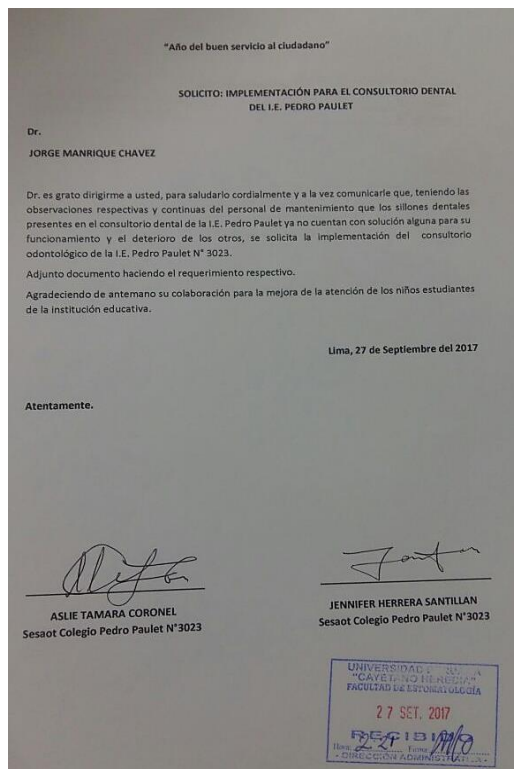 "Año del buen servicio al ciudadano"
SOLICITO: IMPLEMENTACIÓN PARA EL CONSULTORIO DENTAL
DEL I.E. PEDRO PAULET
Dr.
JORGE MANRIQUE CHAVEZ
Dr. es grato dirigirme a usted, para saludarlo cordialmente y a la vez comunicarle que, teniendo las
observaciones respectivas y continuas del personal de mantenimiento que los sillones dentales
presentes en el consultorio dental de la I.E. Pedro Paulet ya no cuentan con solución alguna para su
funcionamiento y el deterioro de los otros, se solicita la implementación del consultorio
odontológico de la I.E. Pedro Paulet N° 3023.
Adjunto documento haciendo el requerimiento respectivo.
Agradeciendo de antemano su colaboración para la mejora de la atención de los niños estudiantes
de la institución educativa.
Lima, 27 de Septiembre del 2017
Atentamente.
ASLIE TAMARA CORONEL
Sesaot Colegio Pedro Paulet N°3023
JENNIFER HERRERA SANTILLAN
Sesaot Colegio Pedro Paulet N°3023
UNIVERSIDAD
"CAYETANO HEREDIA"
FACULTAD DE ESTOMATOLOGÍA
27 SET. 2017
RECIBIDO
Hora: 2:21 Firma:
- DIRECCIÓN ADMINISTRATIVA -